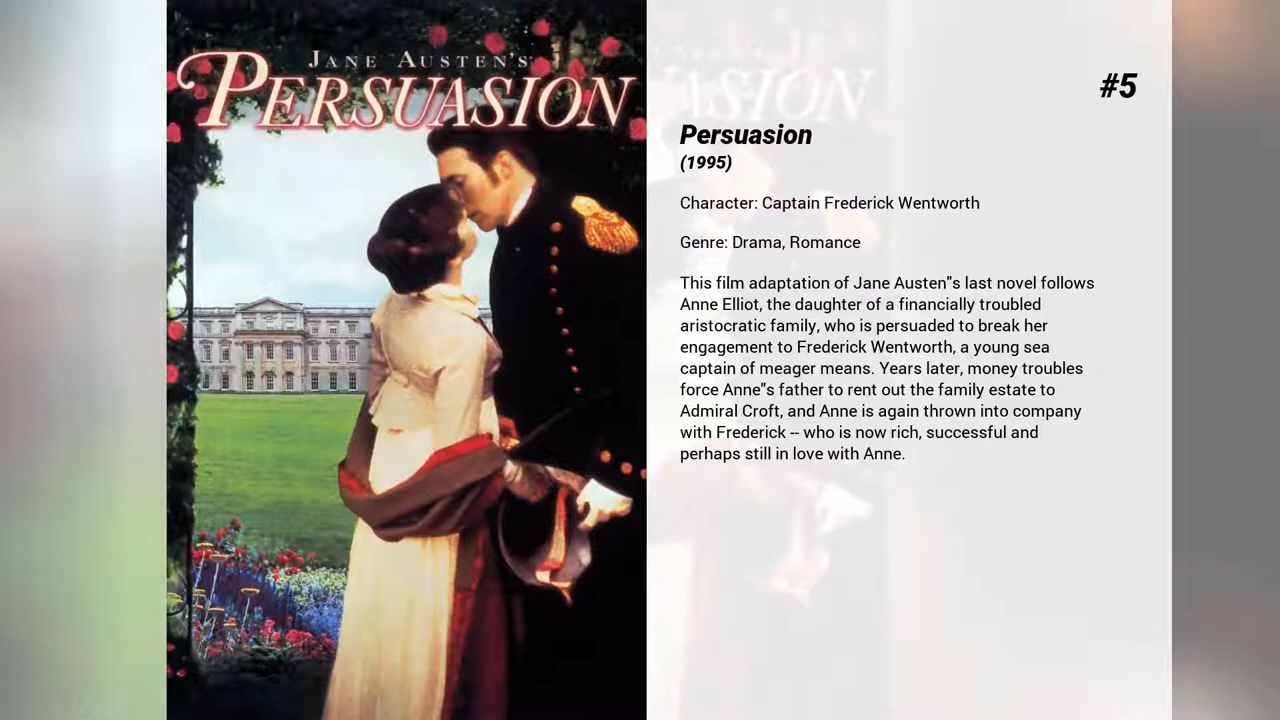 JANE AUSTEN'S
PERSUASION
#5
Persuasion
(1995)
Character: Captain Frederick Wentworth
Genre: Drama, Romance
This film adaptation of Jane Austen"s last novel follows
Anne Elliot, the daughter of a financially troubled
aristocratic family, who is persuaded to break her
engagement to Frederick Wentworth, a young sea
captain of meager means. Years later, money troubles
force Anne"s father to rent out the family estate to
Admiral Croft, and Anne is again thrown into company
with Frederick -- who is now rich, successful and
perhaps still in love with Anne.